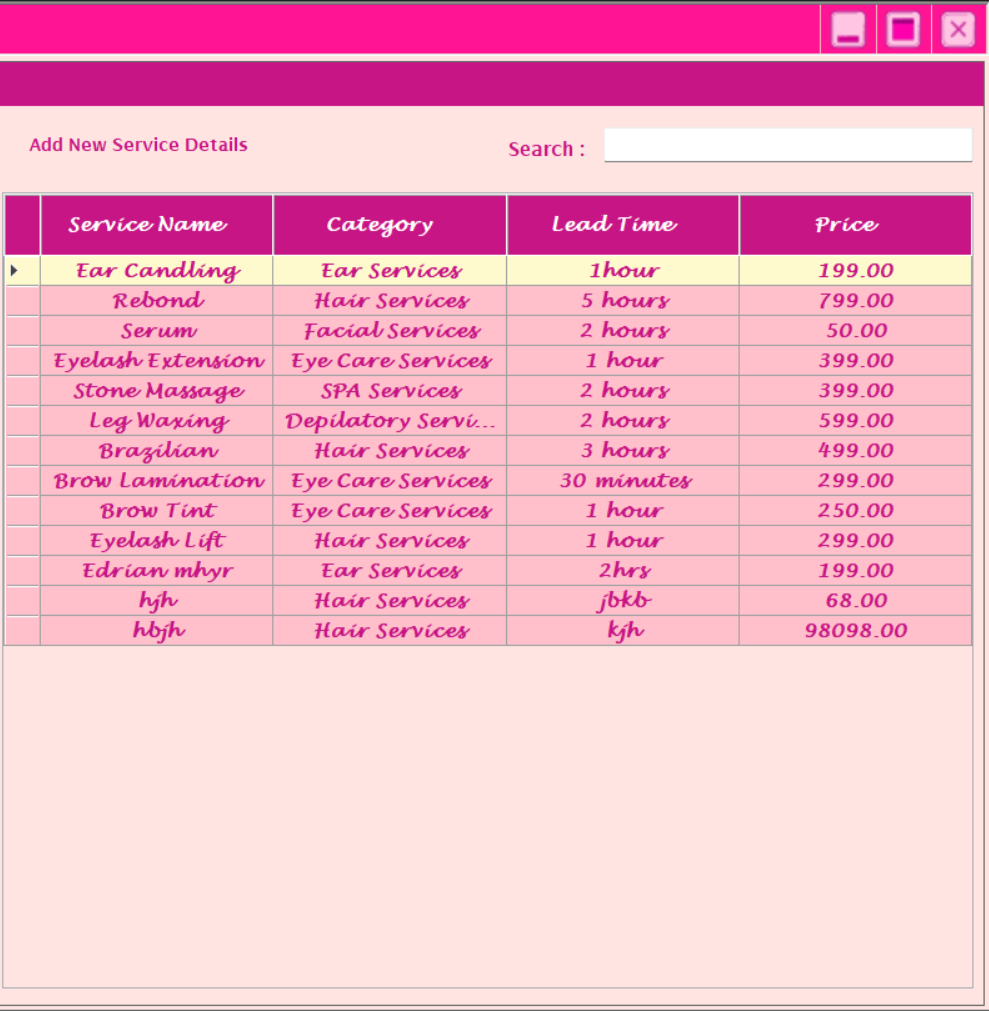 Add New Service Details
Search :
Service Name Category Lead Time Price
Ear Candling Ear Services 1hour 199.00
Rebond Hair Services 5 hours 799.00
Serum Facial Services 2 hours 50.00
Eyelash Extension Eye Care Services 1 hour 399.00
Stone Massage SPA Services 2 hours 399.00
Leg Waxing Depilatory Servi... 2 hours 599.00
Brazilian Hair Services 3 hours 499.00
Brow Lamination Eye Care Services 30 minutes 299.00
Brow Tint Eye Care Services 1 hour 250.00
Eyelash Lift Hair Services 1 hour 299.00
Edrian mhyr Ear Services 2hrs 199.00
hjh Hair Services jbkb 68.00
hbjh Hair Services kjh 98098.00